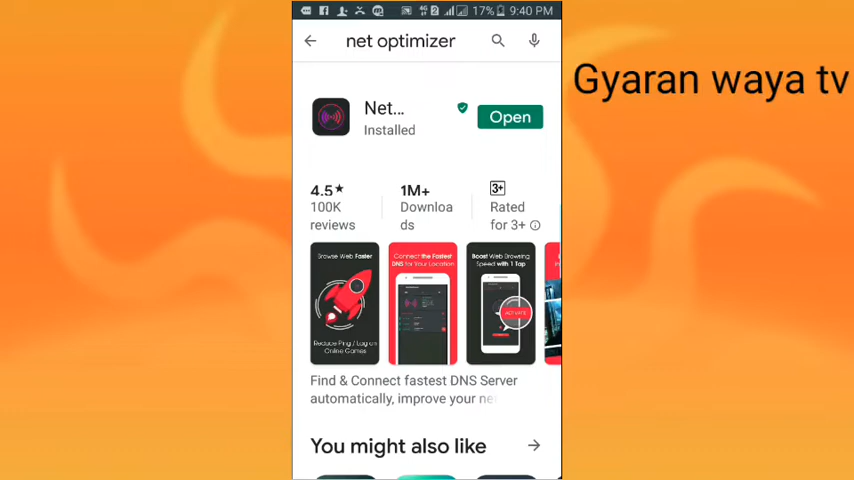 17% 9:40 PM
net optimizer
Gyaran waya tv
Net...
Installed
Open
4.5★
100K
reviews
1M+
Downloa
ds
3+
Rated
for 3+
Browse Web Faster
Reduce Ping / Lag on
Online Games
Connect the Fastest
DNS for Your Location
Boost Web Browsing
Speed with 1 Tap
ACTIVATE
Find & Connect fastest DNS Server
automatically, improve your ne
You might also like